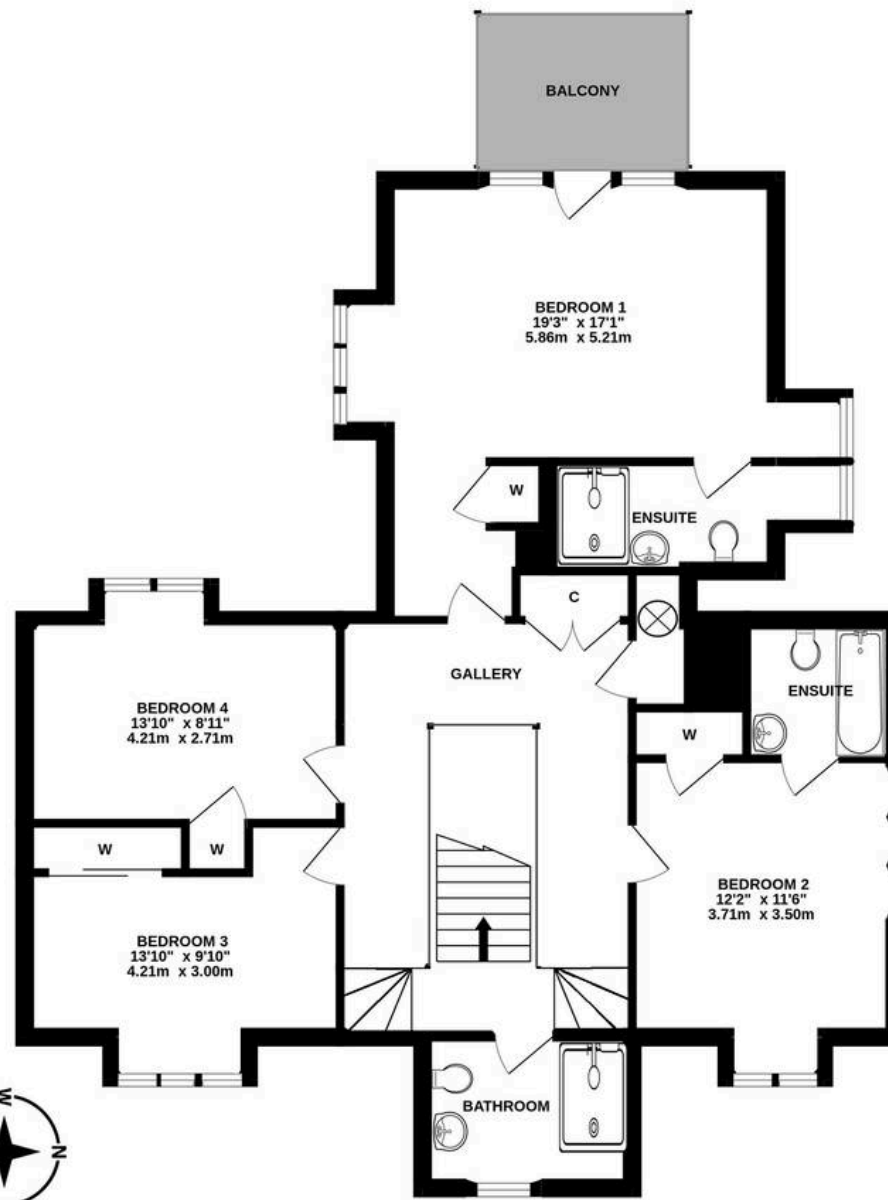 BALCONY
BEDROOM 1
19'3" x 17'1"
5.86m x 5.21m
W
ENSUITE
C
GALLERY
ENSUITE
BEDROOM 4
13'10" x 8'11"
4.21m x 2.71m
W
W
W
BEDROOM 2
12'2" x 11'6"
3.71m x 3.50m
BEDROOM 3
13'10" x 9'10"
4.21m x 3.00m
BATHROOM
W
N